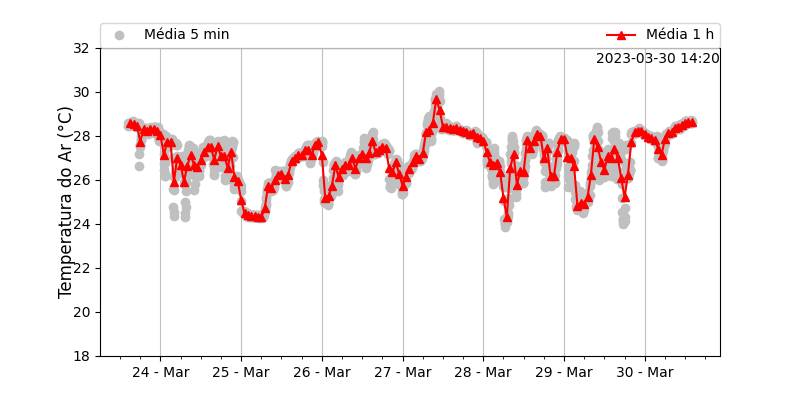 Média 5 min
Média 1 h
2023-03-30 14:20
Temperatura do Ar (°C)
32
30
28
26
24
22
20
18
24 - Mar
25 - Mar
26 - Mar
27 - Mar
28 - Mar
29 - Mar
30 - Mar